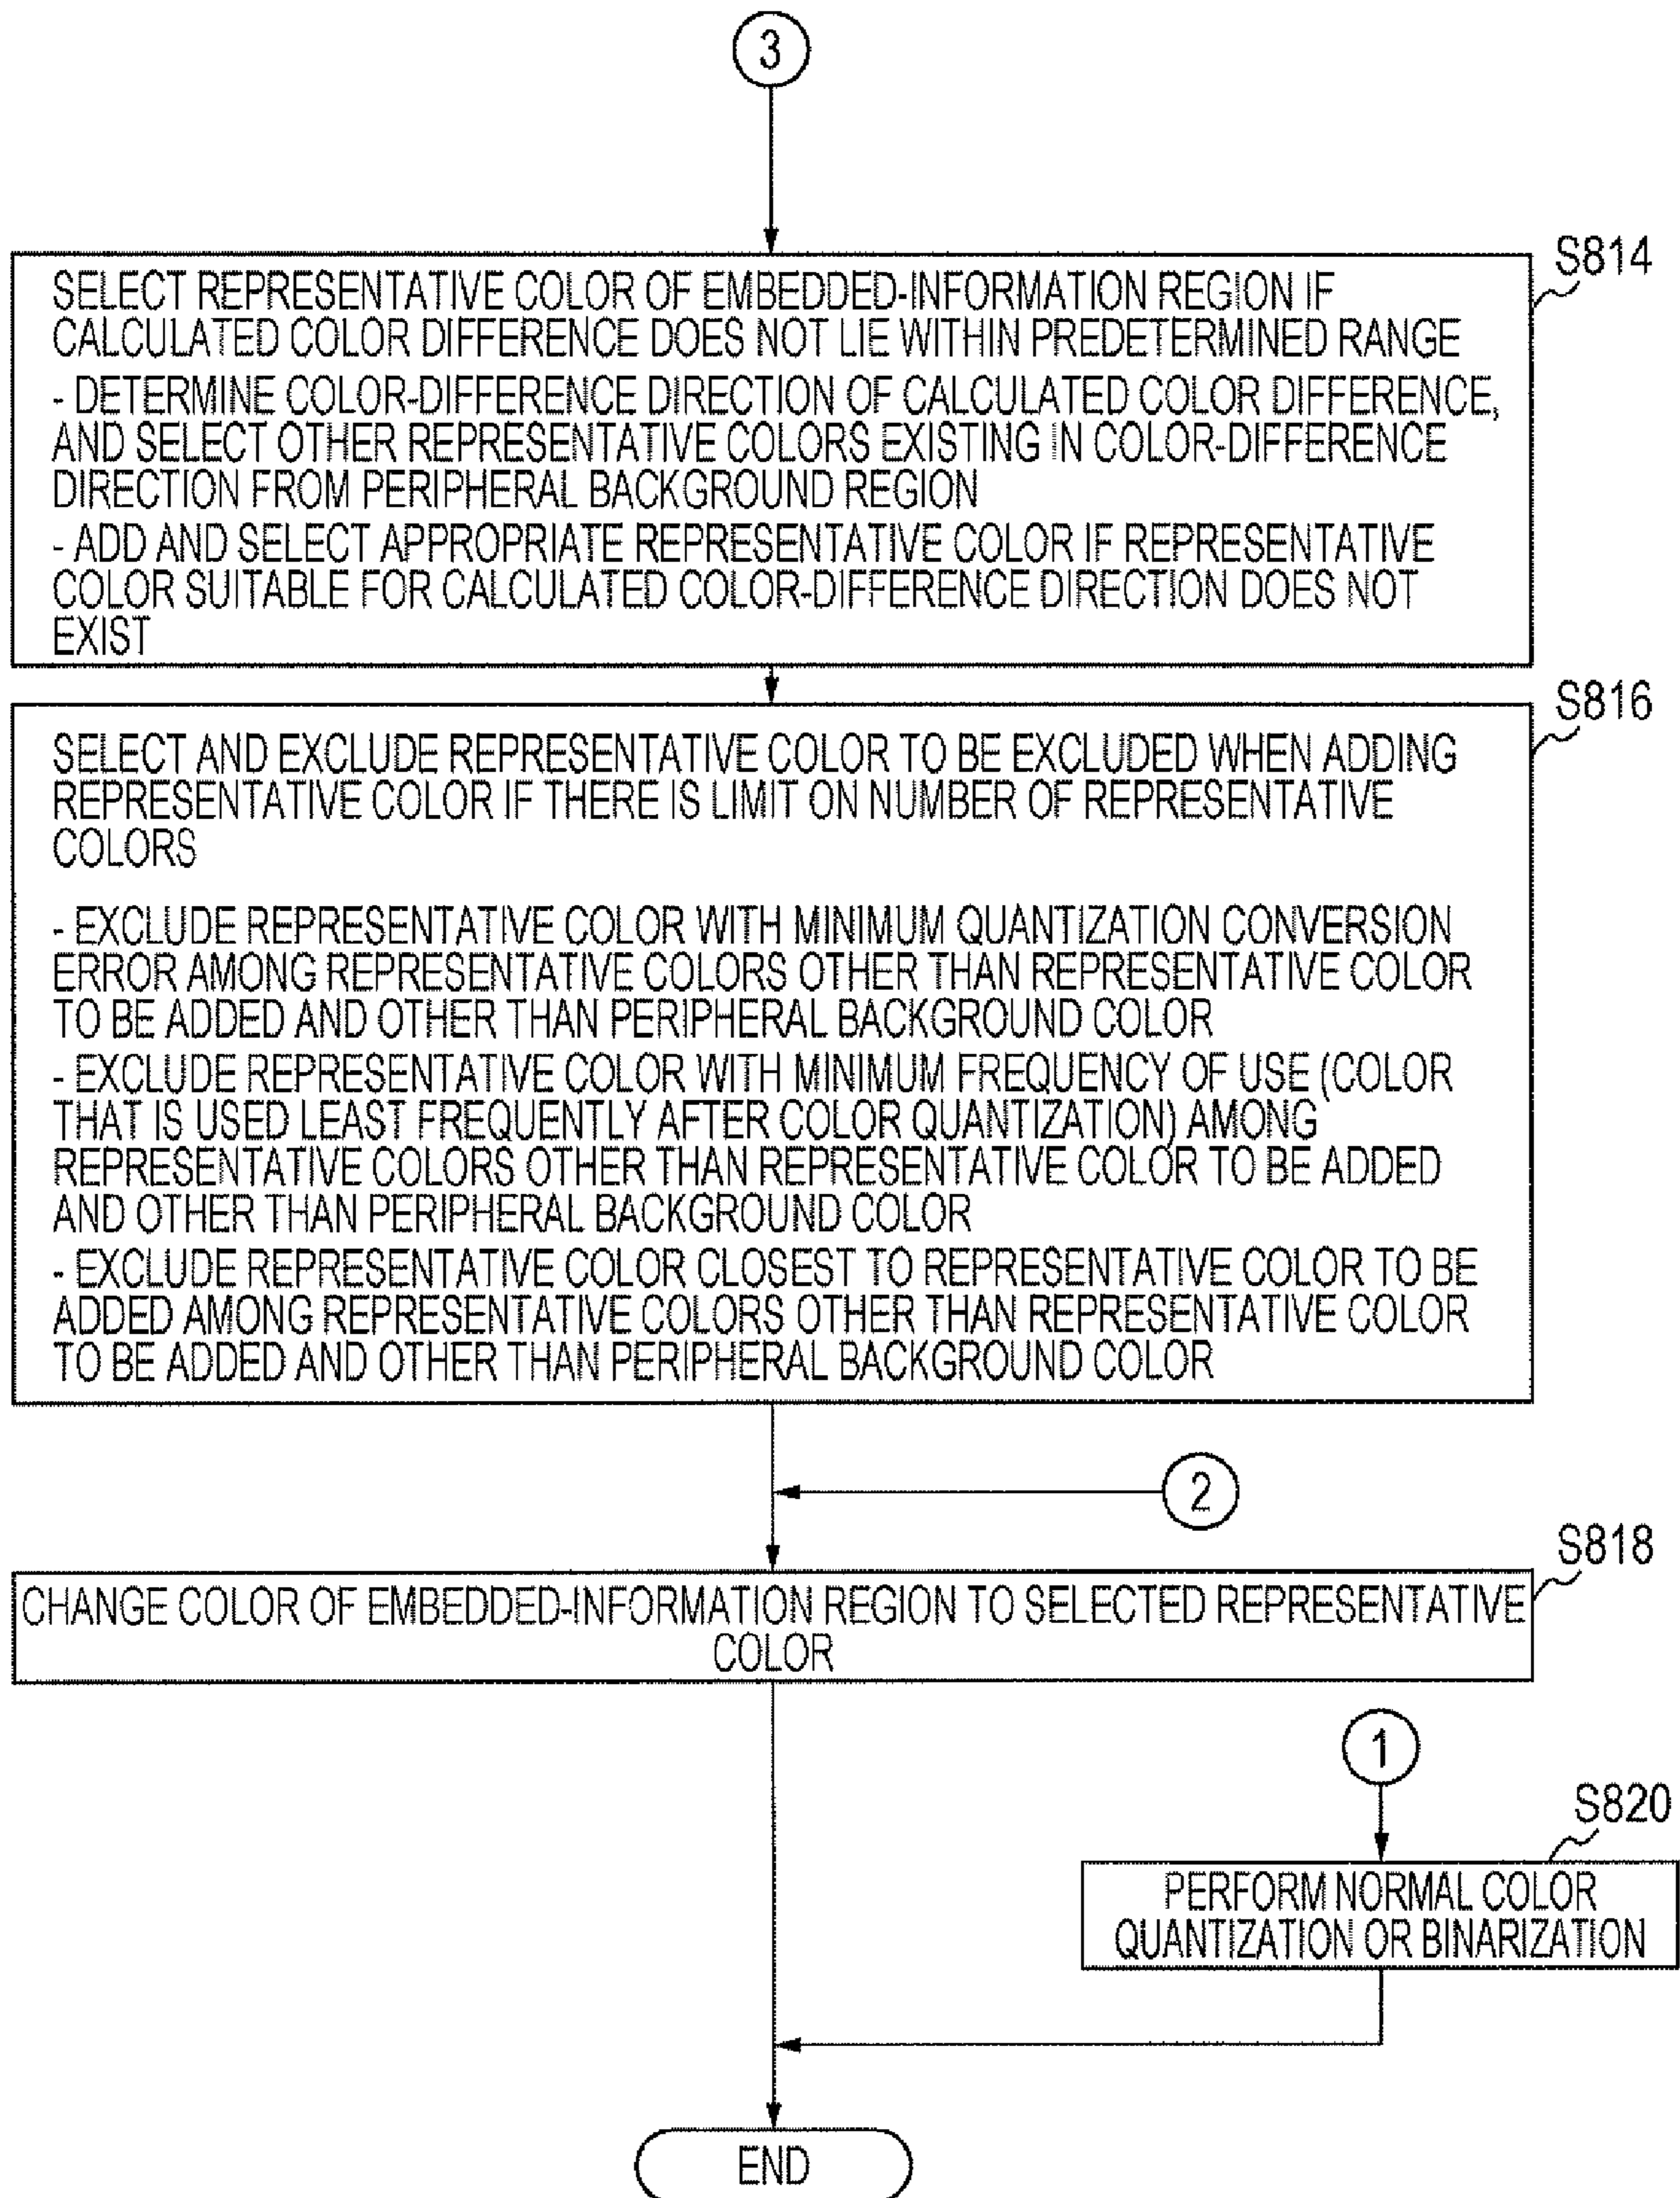 3
S814
SELECT REPRESENTATIVE COLOR OF EMBEDDED-INFORMATION REGION IF
CALCULATED COLOR DIFFERENCE DOES NOT LIE WITHIN PREDETERMINED RANGE
- DETERMINE COLOR-DIFFERENCE DIRECTION OF CALCULATED COLOR DIFFERENCE,
AND SELECT OTHER REPRESENTATIVE COLORS EXISTING IN COLOR-DIFFERENCE
DIRECTION FROM PERIPHERAL BACKGROUND REGION
- ADD AND SELECT APPROPRIATE REPRESENTATIVE COLOR IF REPRESENTATIVE
COLOR SUITABLE FOR CALCULATED COLOR-DIFFERENCE DIRECTION DOES NOT
EXIST
S816
SELECT AND EXCLUDE REPRESENTATIVE COLOR TO BE EXCLUDED WHEN ADDING
REPRESENTATIVE COLOR IF THERE IS LIMIT ON NUMBER OF REPRESENTATIVE
COLORS
- EXCLUDE REPRESENTATIVE COLOR WITH MINIMUM QUANTIZATION CONVERSION
ERROR AMONG REPRESENTATIVE COLORS OTHER THAN REPRESENTATIVE COLOR
TO BE ADDED AND OTHER THAN PERIPHERAL BACKGROUND COLOR
- EXCLUDE REPRESENTATIVE COLOR WITH MINIMUM FREQUENCY OF USE (COLOR
THAT IS USED LEAST FREQUENTLY AFTER COLOR QUANTIZATION) AMONG
REPRESENTATIVE COLORS OTHER THAN REPRESENTATIVE COLOR TO BE ADDED
AND OTHER THAN PERIPHERAL BACKGROUND COLOR
- EXCLUDE REPRESENTATIVE COLOR CLOSEST TO REPRESENTATIVE COLOR TO BE
ADDED AMONG REPRESENTATIVE COLORS OTHER THAN REPRESENTATIVE COLOR
TO BE ADDED AND OTHER THAN PERIPHERAL BACKGROUND COLOR
2
S818
CHANGE COLOR OF EMBEDDED-INFORMATION REGION TO SELECTED REPRESENTATIVE
COLOR
1
S820
PERFORM NORMAL COLOR
QUANTIZATION OR BINARIZATION
END